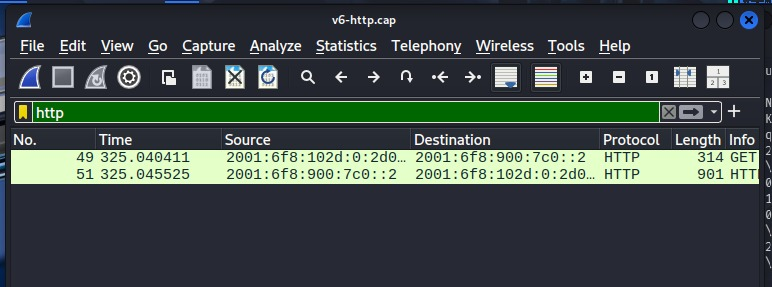 v6-http.cap
File Edit View Go Capture Analyze Statistics Telephony Wireless Tools Help
http
No. Time Source Destination Protocol Length Info
49 325.040411 2001:6f8:102d:0:2d0… 2001:6f8:900:7c0::2 HTTP 314 GET
51 325.045525 2001:6f8:900:7c0::2 2001:6f8:102d:0:2d0… HTTP 901